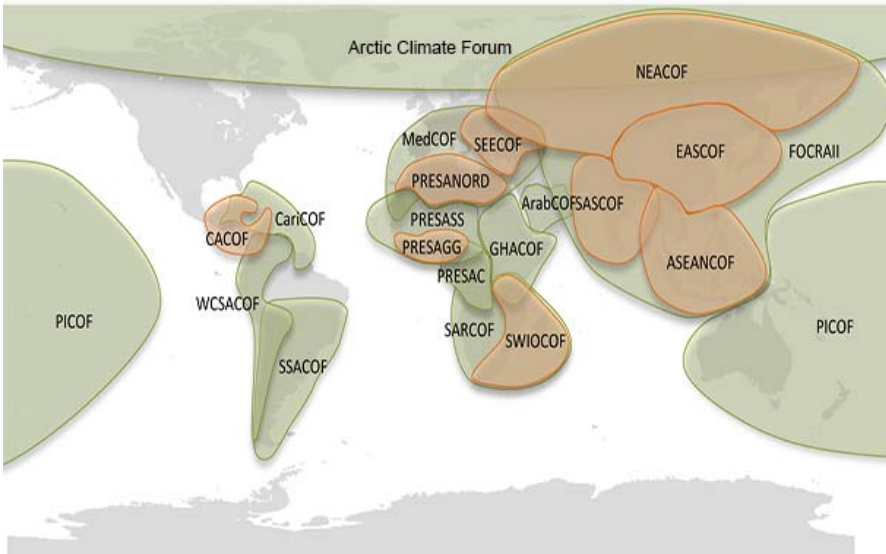 Arctic Climate Forum
NEACOF
MedCOF
SEECOF
EASCOF
FOCRAII
PRESANORD
ArabCOF
SASCOF
CariCOF
PRESASS
CACOF
PRESAGG
GHACOF
ASEANCOF
PRESAC
WCSACOF
PICOF
SARCOF
SWIOCOF
PICOF
SSACOF